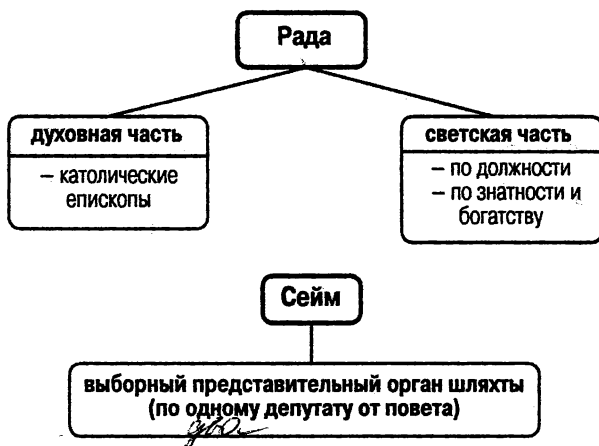 Рада
духовная часть
– католические
епископы
светская часть
– по должности
– по знатности и
богатству
Сейм
выборный представительный орган шляхты
(по одному депутату от повета)